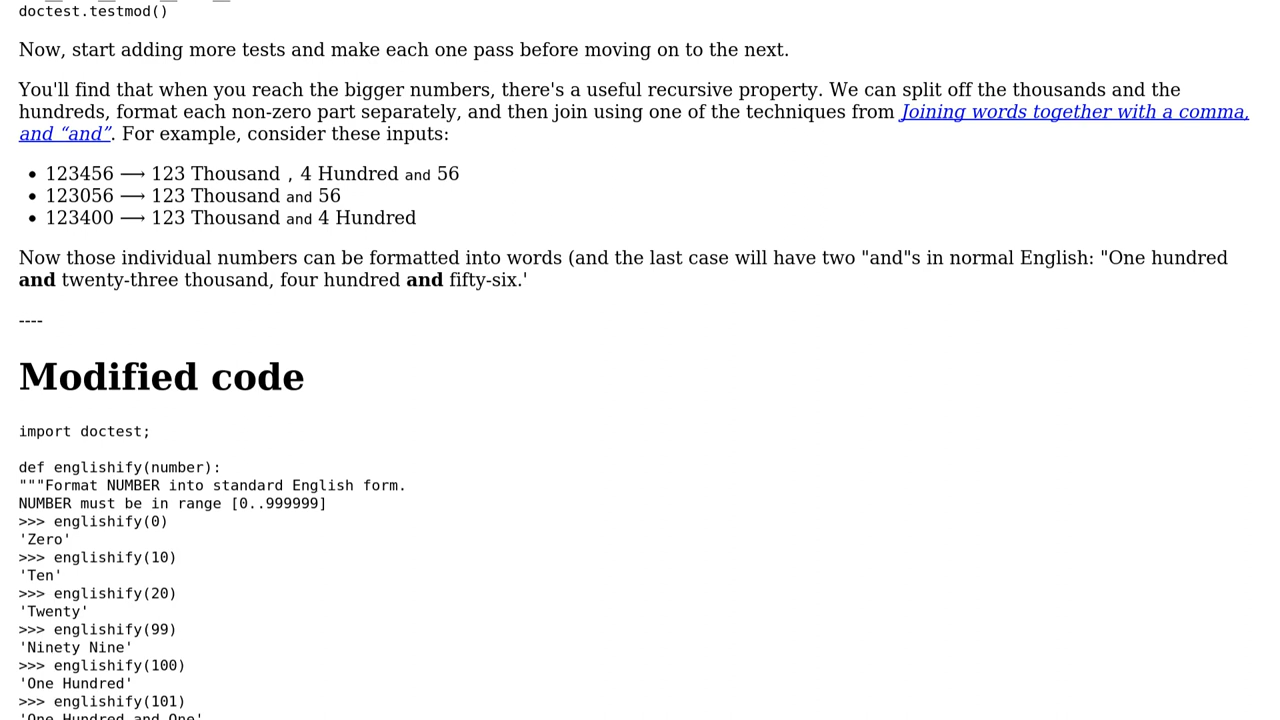 doctest.testmod()
Now, start adding more tests and make each one pass before moving on to the next.
You'll find that when you reach the bigger numbers, there's a useful recursive property. We can split off the thousands and the
hundreds, format each non-zero part separately, and then join using one of the techniques from Joining words together with a comma,
and “and”. For example, consider these inputs:
• 123456 ⟶ 123 Thousand , 4 Hundred and 56
• 123056 ⟶ 123 Thousand and 56
• 123400 ⟶ 123 Thousand and 4 Hundred
Now those individual numbers can be formatted into words (and the last case will have two "and"s in normal English: "One hundred
and twenty-three thousand, four hundred and fifty-six.'
----
Modified code
import doctest;
def englishify(number):
"""Format NUMBER into standard English form.
NUMBER must be in range [0..999999]
>>> englishify(0)
'Zero'
>>> englishify(10)
'Ten'
>>> englishify(20)
'Twenty'
>>> englishify(99)
'Ninety Nine'
>>> englishify(100)
'One Hundred'
>>> englishify(101)
'One Hundred and One'